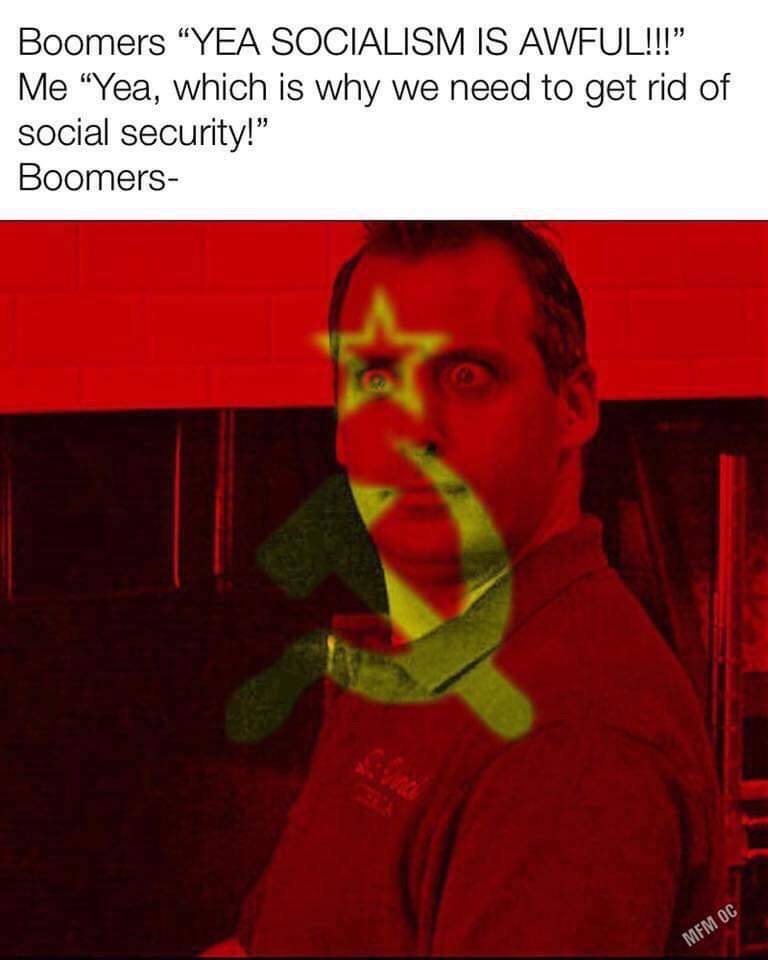 Boomers “YEA SOCIALISM IS AWFUL!!!”
Me “Yea, which is why we need to get rid of
social security!”
Boomers-
MFM OC